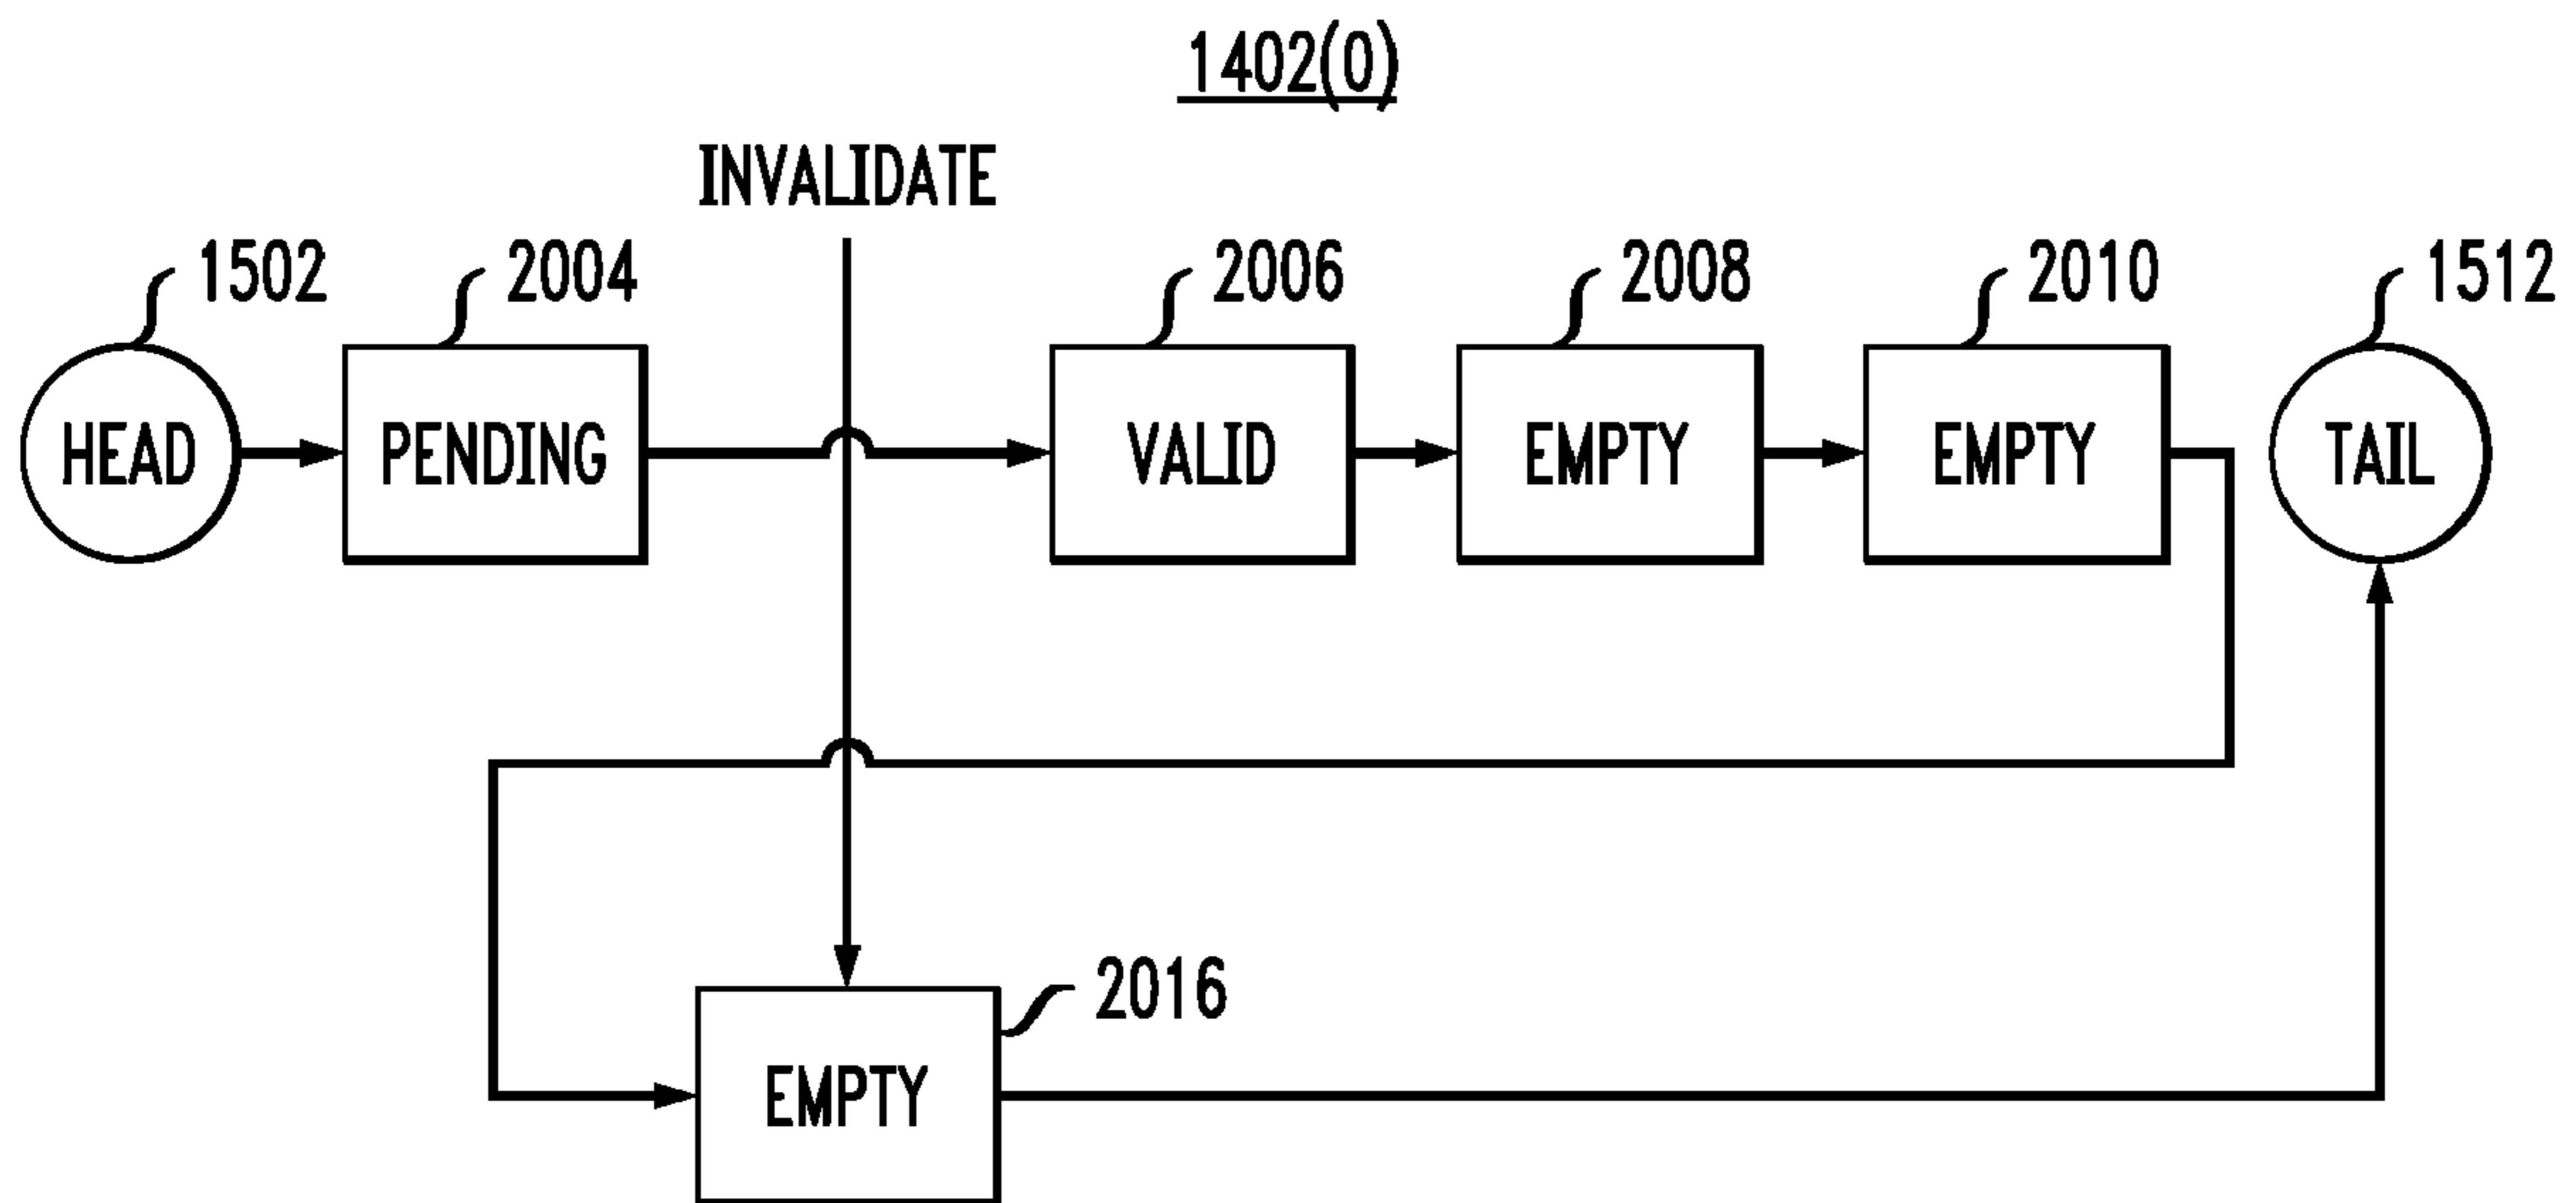 1402(0)
INVALIDATE
1502 2004 2006 2008 2010 1512
HEAD PENDING VALID EMPTY EMPTY TAIL
2016
EMPTY